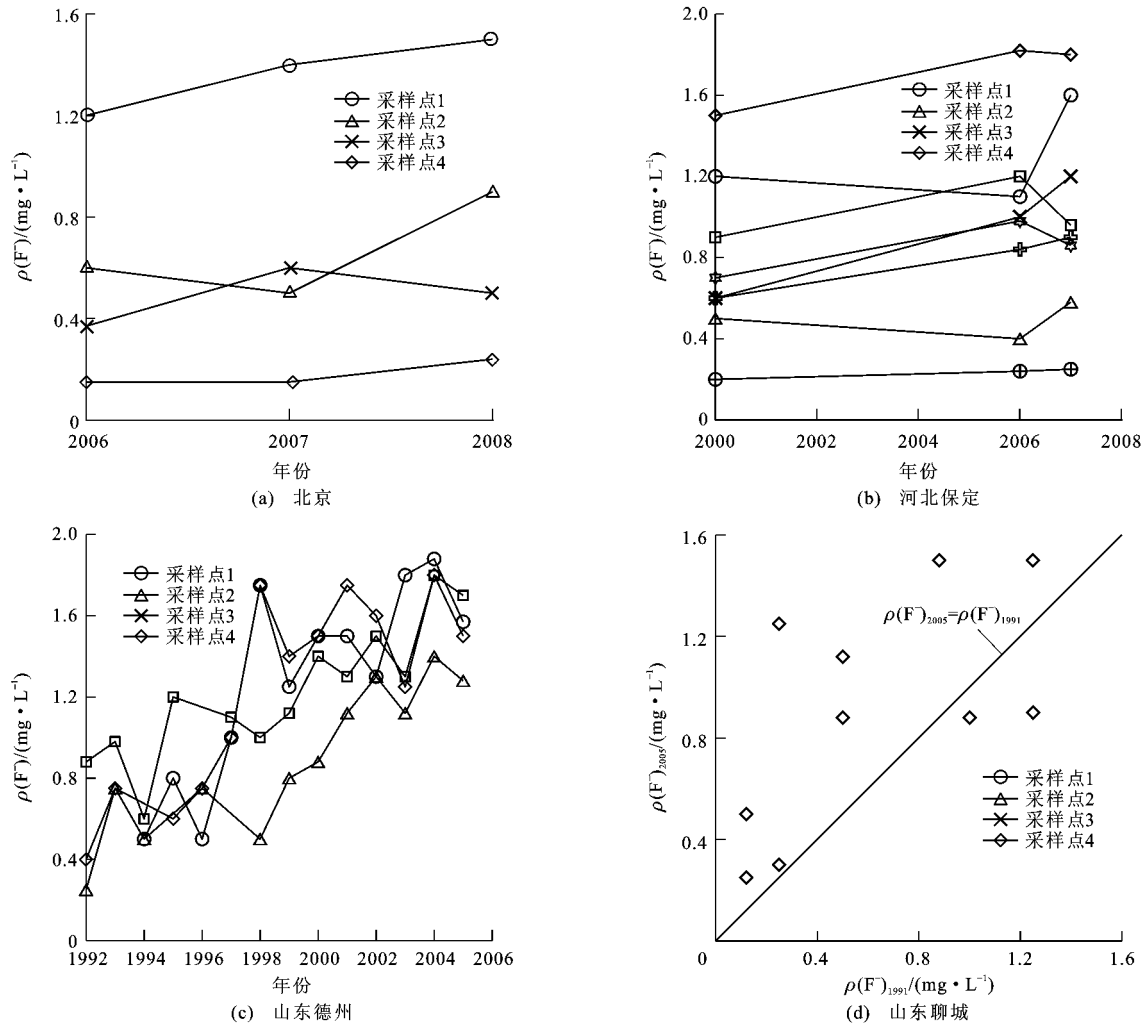 1.6
1.2
0.8
0.4
0
ρ(F⁻)/(mg·L⁻¹)
采样点1
采样点2
采样点3
采样点4
2006 2007 2008
年份
(a) 北京
2.0
1.6
1.2
0.8
0.4
0
ρ(F⁻)/(mg·L⁻¹)
采样点1
采样点2
采样点3
采样点4
2000 2002 2004 2006 2008
年份
(b) 河北保定
2.0
1.6
1.2
0.8
0.4
0
ρ(F⁻)/(mg·L⁻¹)
采样点1
采样点2
采样点3
采样点4
1992 1994 1996 1998 2000 2002 2004 2006
年份
(c) 山东德州
1.6
1.2
0.8
0.4
ρ(F⁻)₂₀₀₅/(mg·L⁻¹)
ρ(F⁻)₂₀₀₅=ρ(F⁻)₁₉₉₁
采样点1
采样点2
采样点3
采样点4
0 0.4 0.8 1.2 1.6
ρ(F⁻)₁₉₉₁/(mg·L⁻¹)
(d) 山东聊城